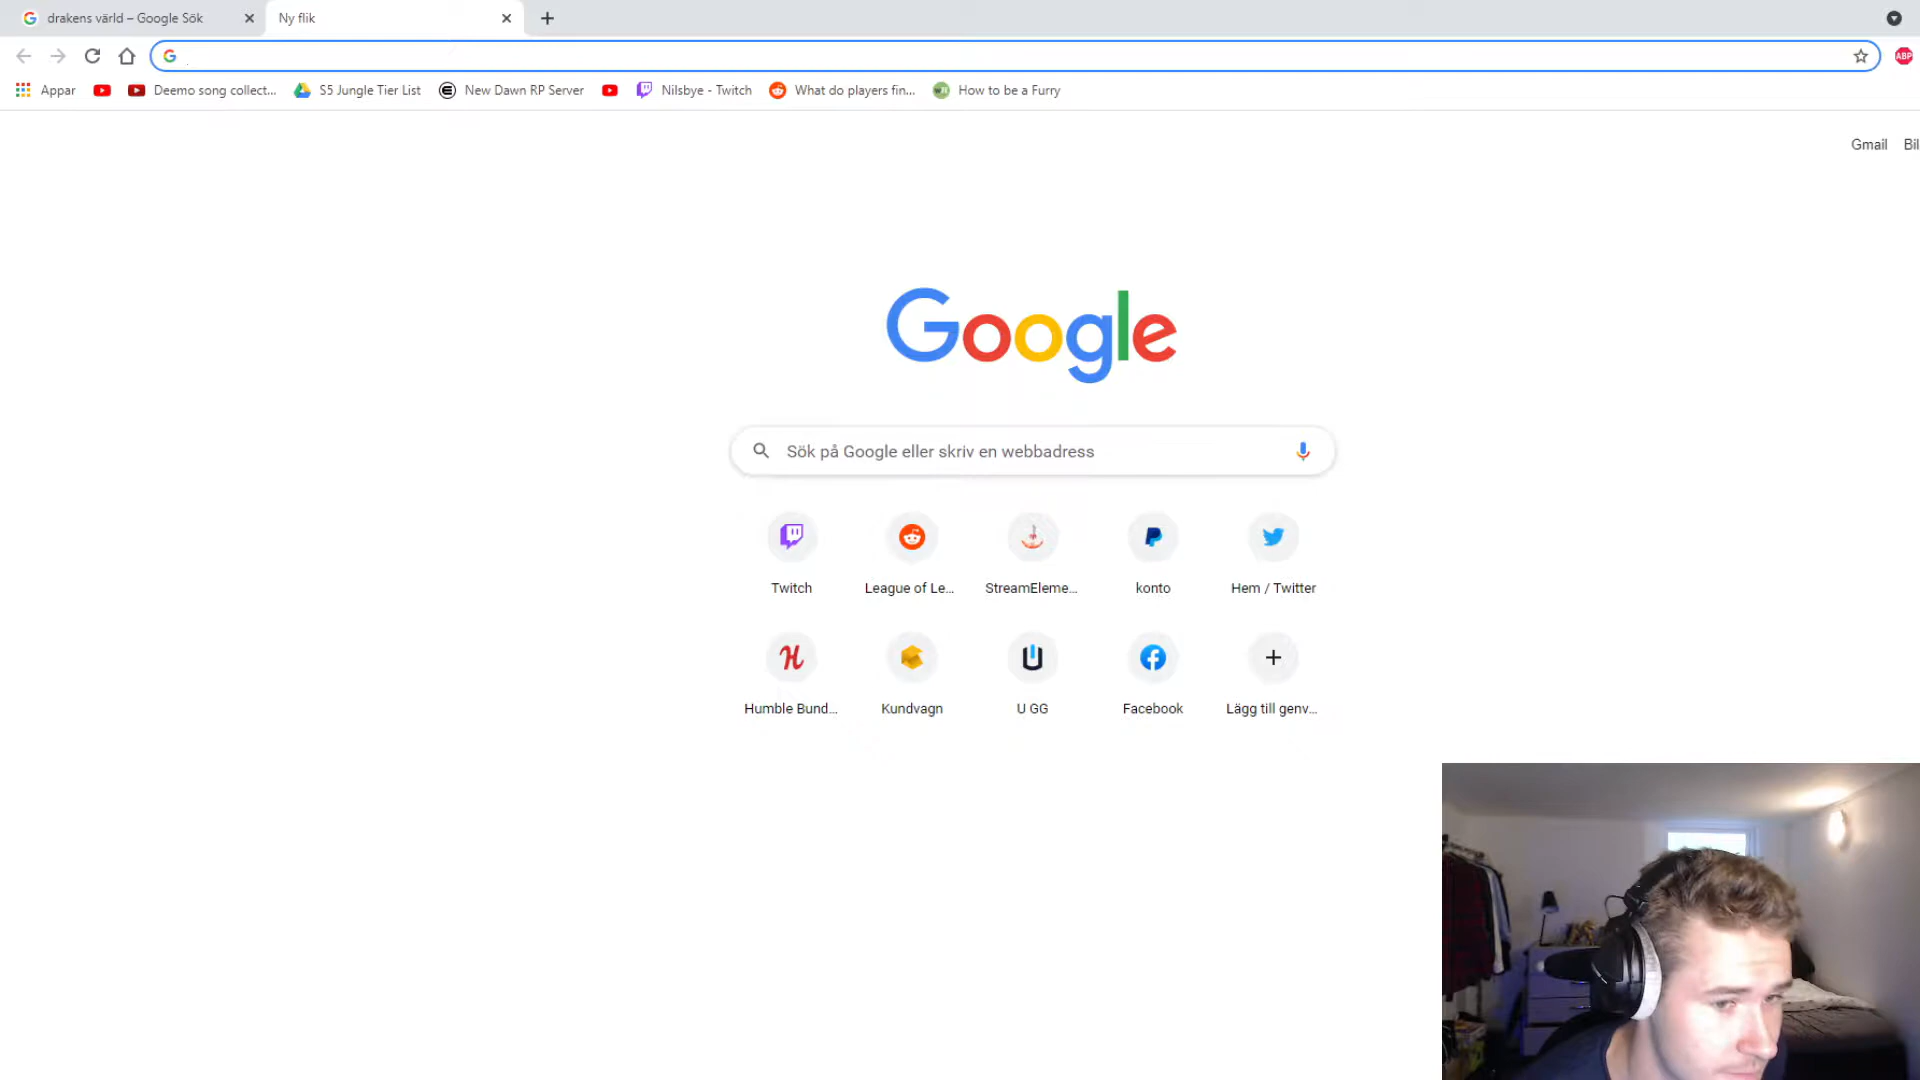 drakens värld – Google Sök
Ny flik
Appar
Deemo song collect...
S5 Jungle Tier List
New Dawn RP Server
Nilsbye - Twitch
What do players fin...
How to be a Furry
ABP
Gmail
Bil
Google
Sök på Google eller skriv en webbadress
Twitch
League of Le...
StreamEleme...
konto
Hem / Twitter
Humble Bund...
Kundvagn
U GG
Facebook
Lägg till genv...